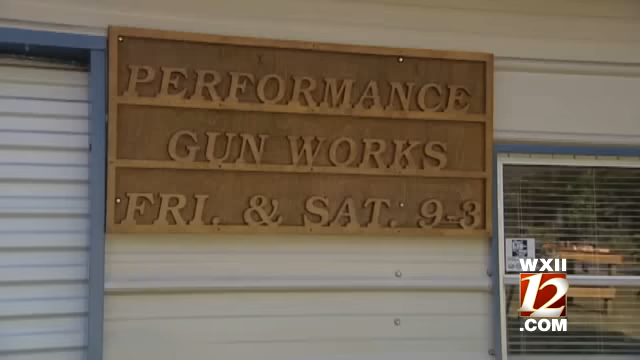 PERFORMANCE
GUN WORKS
FRI. & SAT. 9-3
WXII
12
.COM